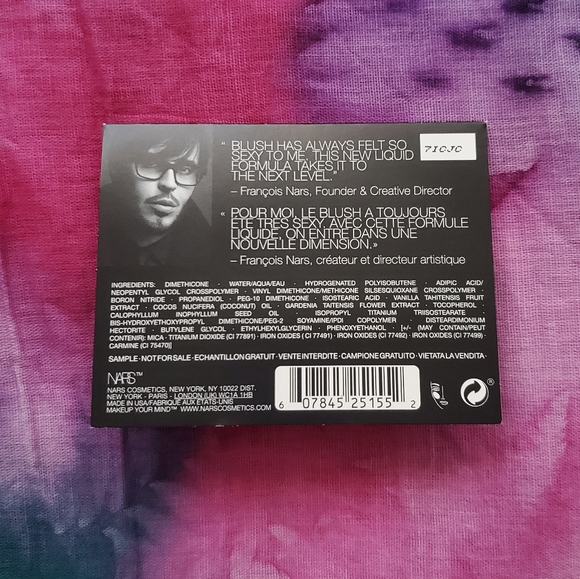 “ BLUSH HAS ALWAYS FELT SO
SEXY TO ME. THIS NEW LIQUID
FORMULA TAKES IT TO
THE NEXT LEVEL.”
– François Nars, Founder & Creative Director
7IOJC
« POUR MOI, LE BLUSH A TOUJOURS
ÉTÉ TRÈS SEXY. AVEC CETTE FORMULE
LIQUIDE, ON ENTRE DANS UNE
NOUVELLE DIMENSION.»
– François Nars, créateur et directeur artistique
INGREDIENTS: DIMETHICONE · WATER/AQUA/EAU · HYDROGENATED POLYISOBUTENE · ADIPIC ACID/
NEOPENTYL GLYCOL CROSSPOLYMER · VINYL DIMETHICONE/METHICONE SILSESQUIOXANE CROSSPOLYMER ·
BORON NITRIDE · PROPANEDIOL · PEG-10 DIMETHICONE · ISOSTEARIC ACID · VANILLA TAHITENSIS FRUIT
EXTRACT · COCOS NUCIFERA (COCONUT) OIL · GARDENIA TAITENSIS FLOWER EXTRACT · TOCOPHEROL ·
CALOPHYLLUM INOPHYLLUM SEED OIL · ISOPROPYL TITANIUM TRIISOSTEARATE ·
BIS-HYDROXYETHOXYPROPYL DIMETHICONE/PEG-2 SOYAMINE/IPDI COPOLYMER · DISTEARDIMONIUM
HECTORITE · BUTYLENE GLYCOL · ETHYLHEXYLGLYCERIN · PHENOXYETHANOL · [+/- (MAY CONTAIN/PEUT
CONTENIR): MICA · TITANIUM DIOXIDE (CI 77891) · IRON OXIDES (CI 77491) · IRON OXIDES (CI 77492) · IRON OXIDES (CI 77499) ·
CARMINE (CI 75470)]
SAMPLE · NOT FOR SALE · ECHANTILLON GRATUIT · VENTE INTERDITE · CAMPIONE GRATUITO · VIETATA LA VENDITA ·
NARS™
NARS COSMETICS, NEW YORK, NY 10022 DIST.
NEW YORK - PARIS - LONDON (UK) WC1A 1HB
MADE IN USA/FABRIQUÉ AUX ÉTATS-UNIS
MAKEUP YOUR MIND™ WWW.NARSCOSMETICS.COM
6 07845 25155 2